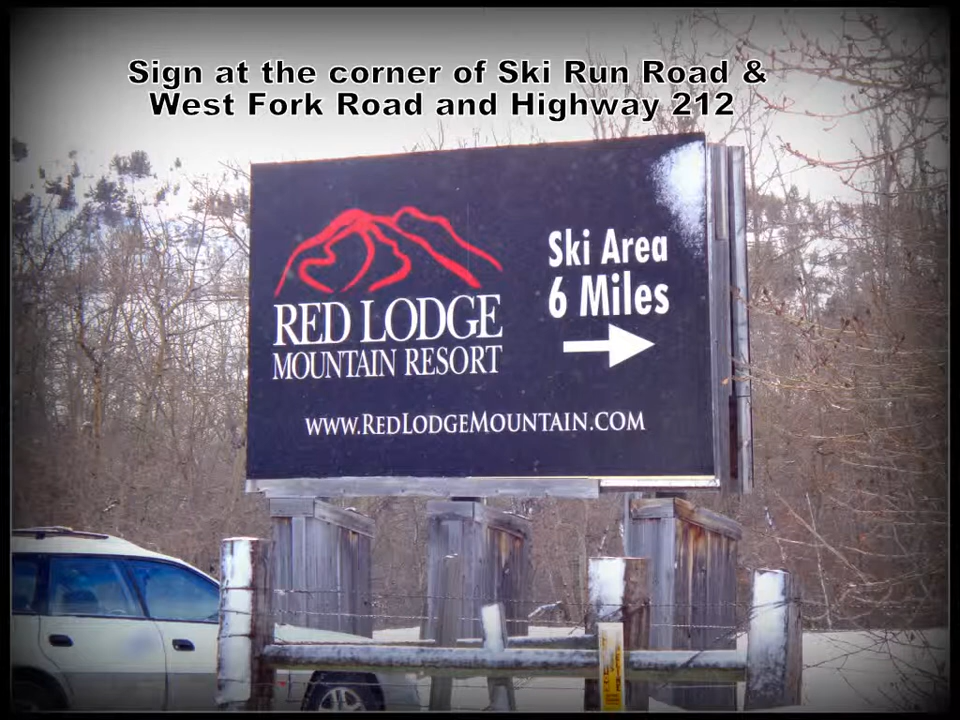 Sign at the corner of Ski Run Road &
West Fork Road and Highway 212
Ski Area
6 Miles
RED LODGE
MOUNTAIN RESORT
WWW.REDLODGEMOUNTAIN.COM